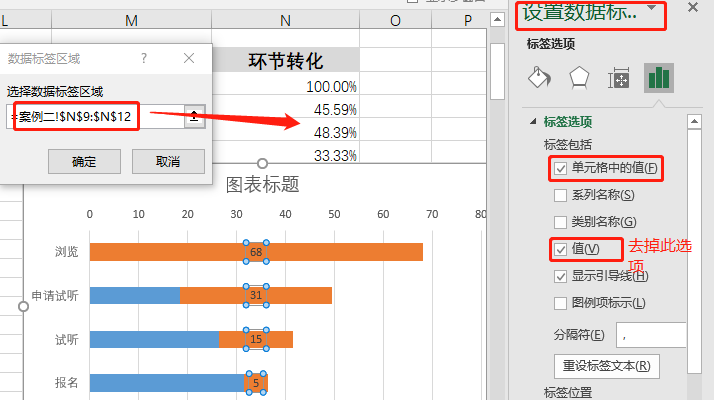 L
M
N
O
P
设置数据标..
数据标签区域
?
选择数据标签区域
=案例二!$N$9:$N$12
确定
取消
环节转化
100.00%
45.59%
48.39%
33.33%
标签选项
标签选项
标签包括
单元格中的值(F)
系列名称(S)
类别名称(G)
值(V)
去掉此选项
显示引导线(H)
图例项标示(L)
分隔符(E)
,
重设标签文本(R)
标签位置
图表标题
0
10
20
30
40
50
60
70
80
浏览
68
申请试听
31
试听
15
报名
5